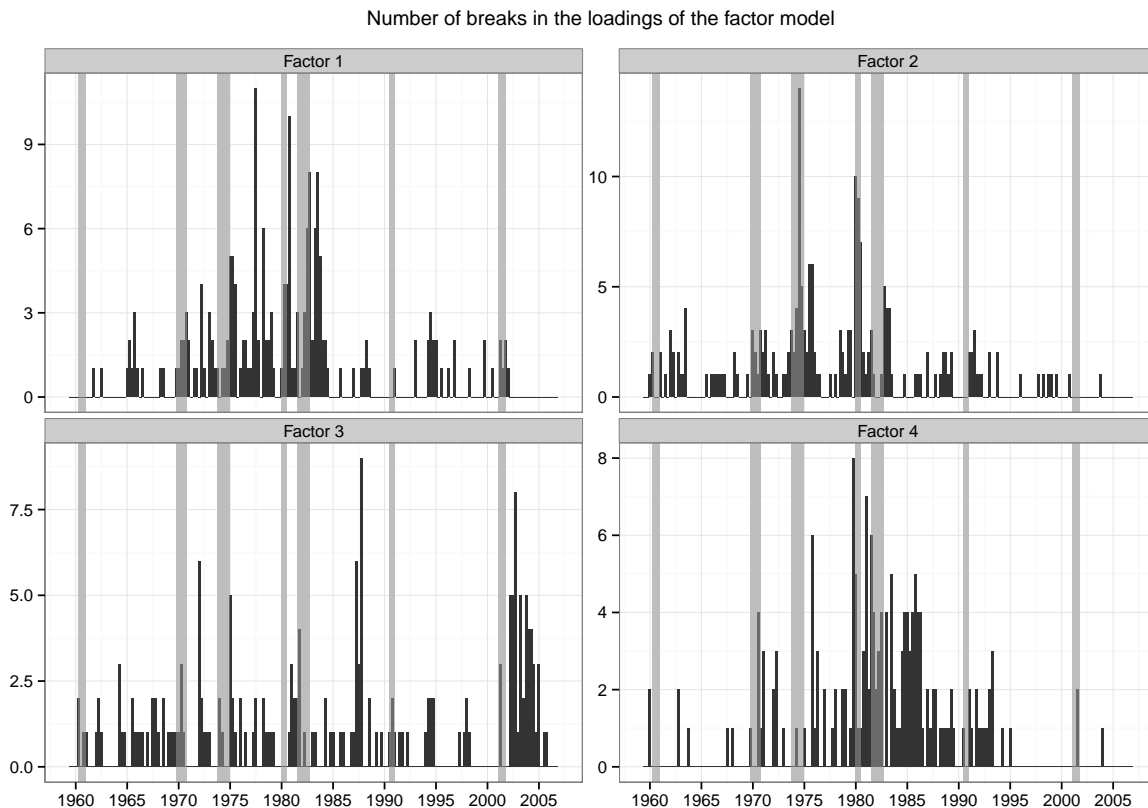 Number of breaks in the loadings of the factor model
Factor 1
Factor 2
9
6
3
0
10
5
0
Factor 3
Factor 4
7.5
5.0
2.5
0.0
8
6
4
2
0
1960 1965 1970 1975 1980 1985 1990 1995 2000 2005
1960 1965 1970 1975 1980 1985 1990 1995 2000 2005